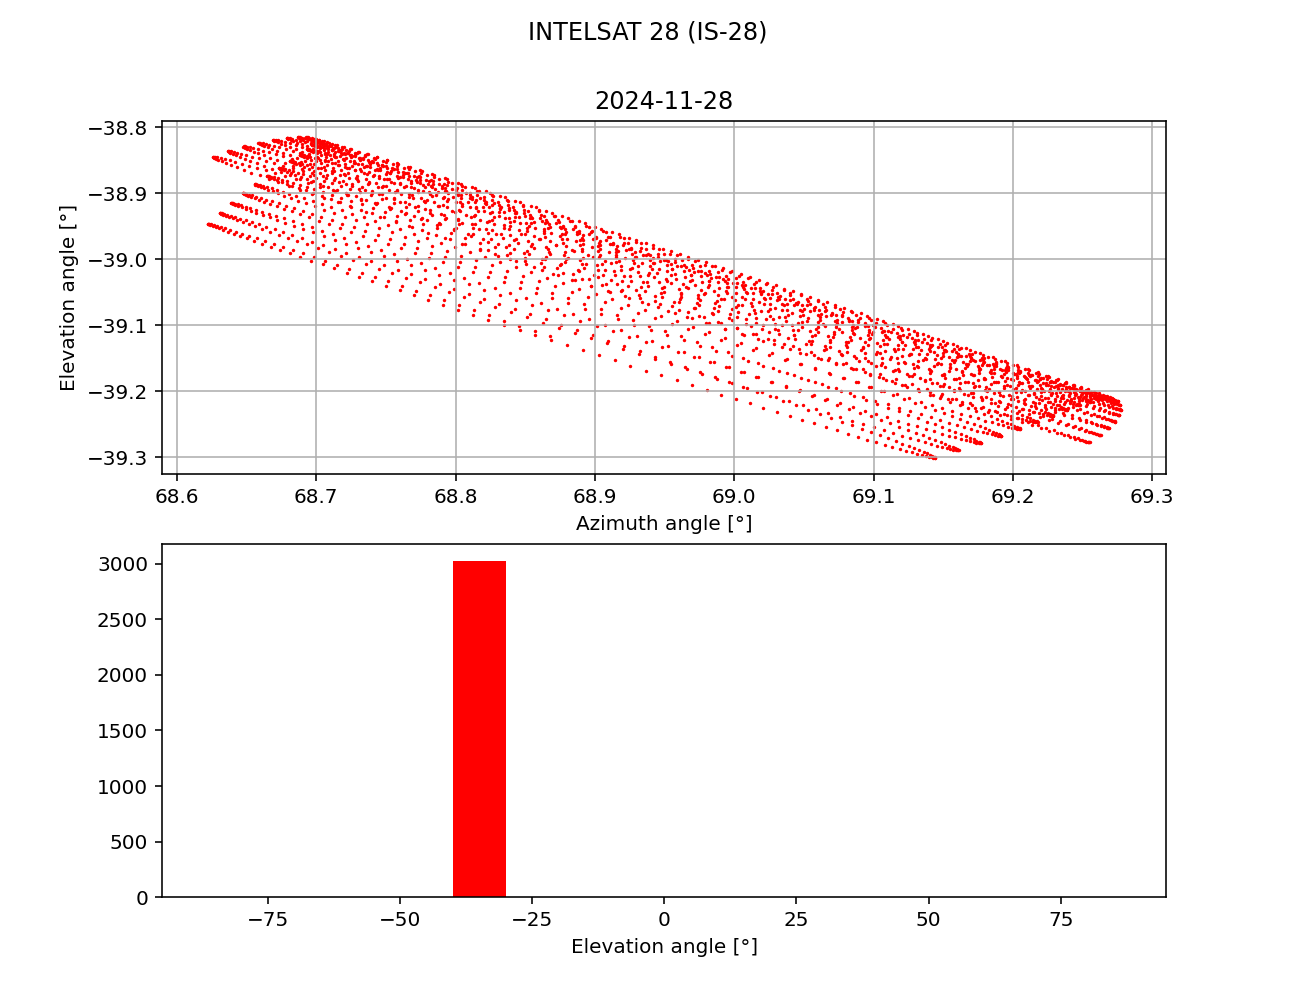 INTELSAT 28 (IS-28)
2024-11-28
−38.8
−38.9
−39.0
−39.1
−39.2
−39.3
Elevation angle [°]
68.6 68.7 68.8 68.9 69.0 69.1 69.2 69.3
Azimuth angle [°]
3000
2500
2000
1500
1000
500
0
−75 −50 −25 0 25 50 75
Elevation angle [°]